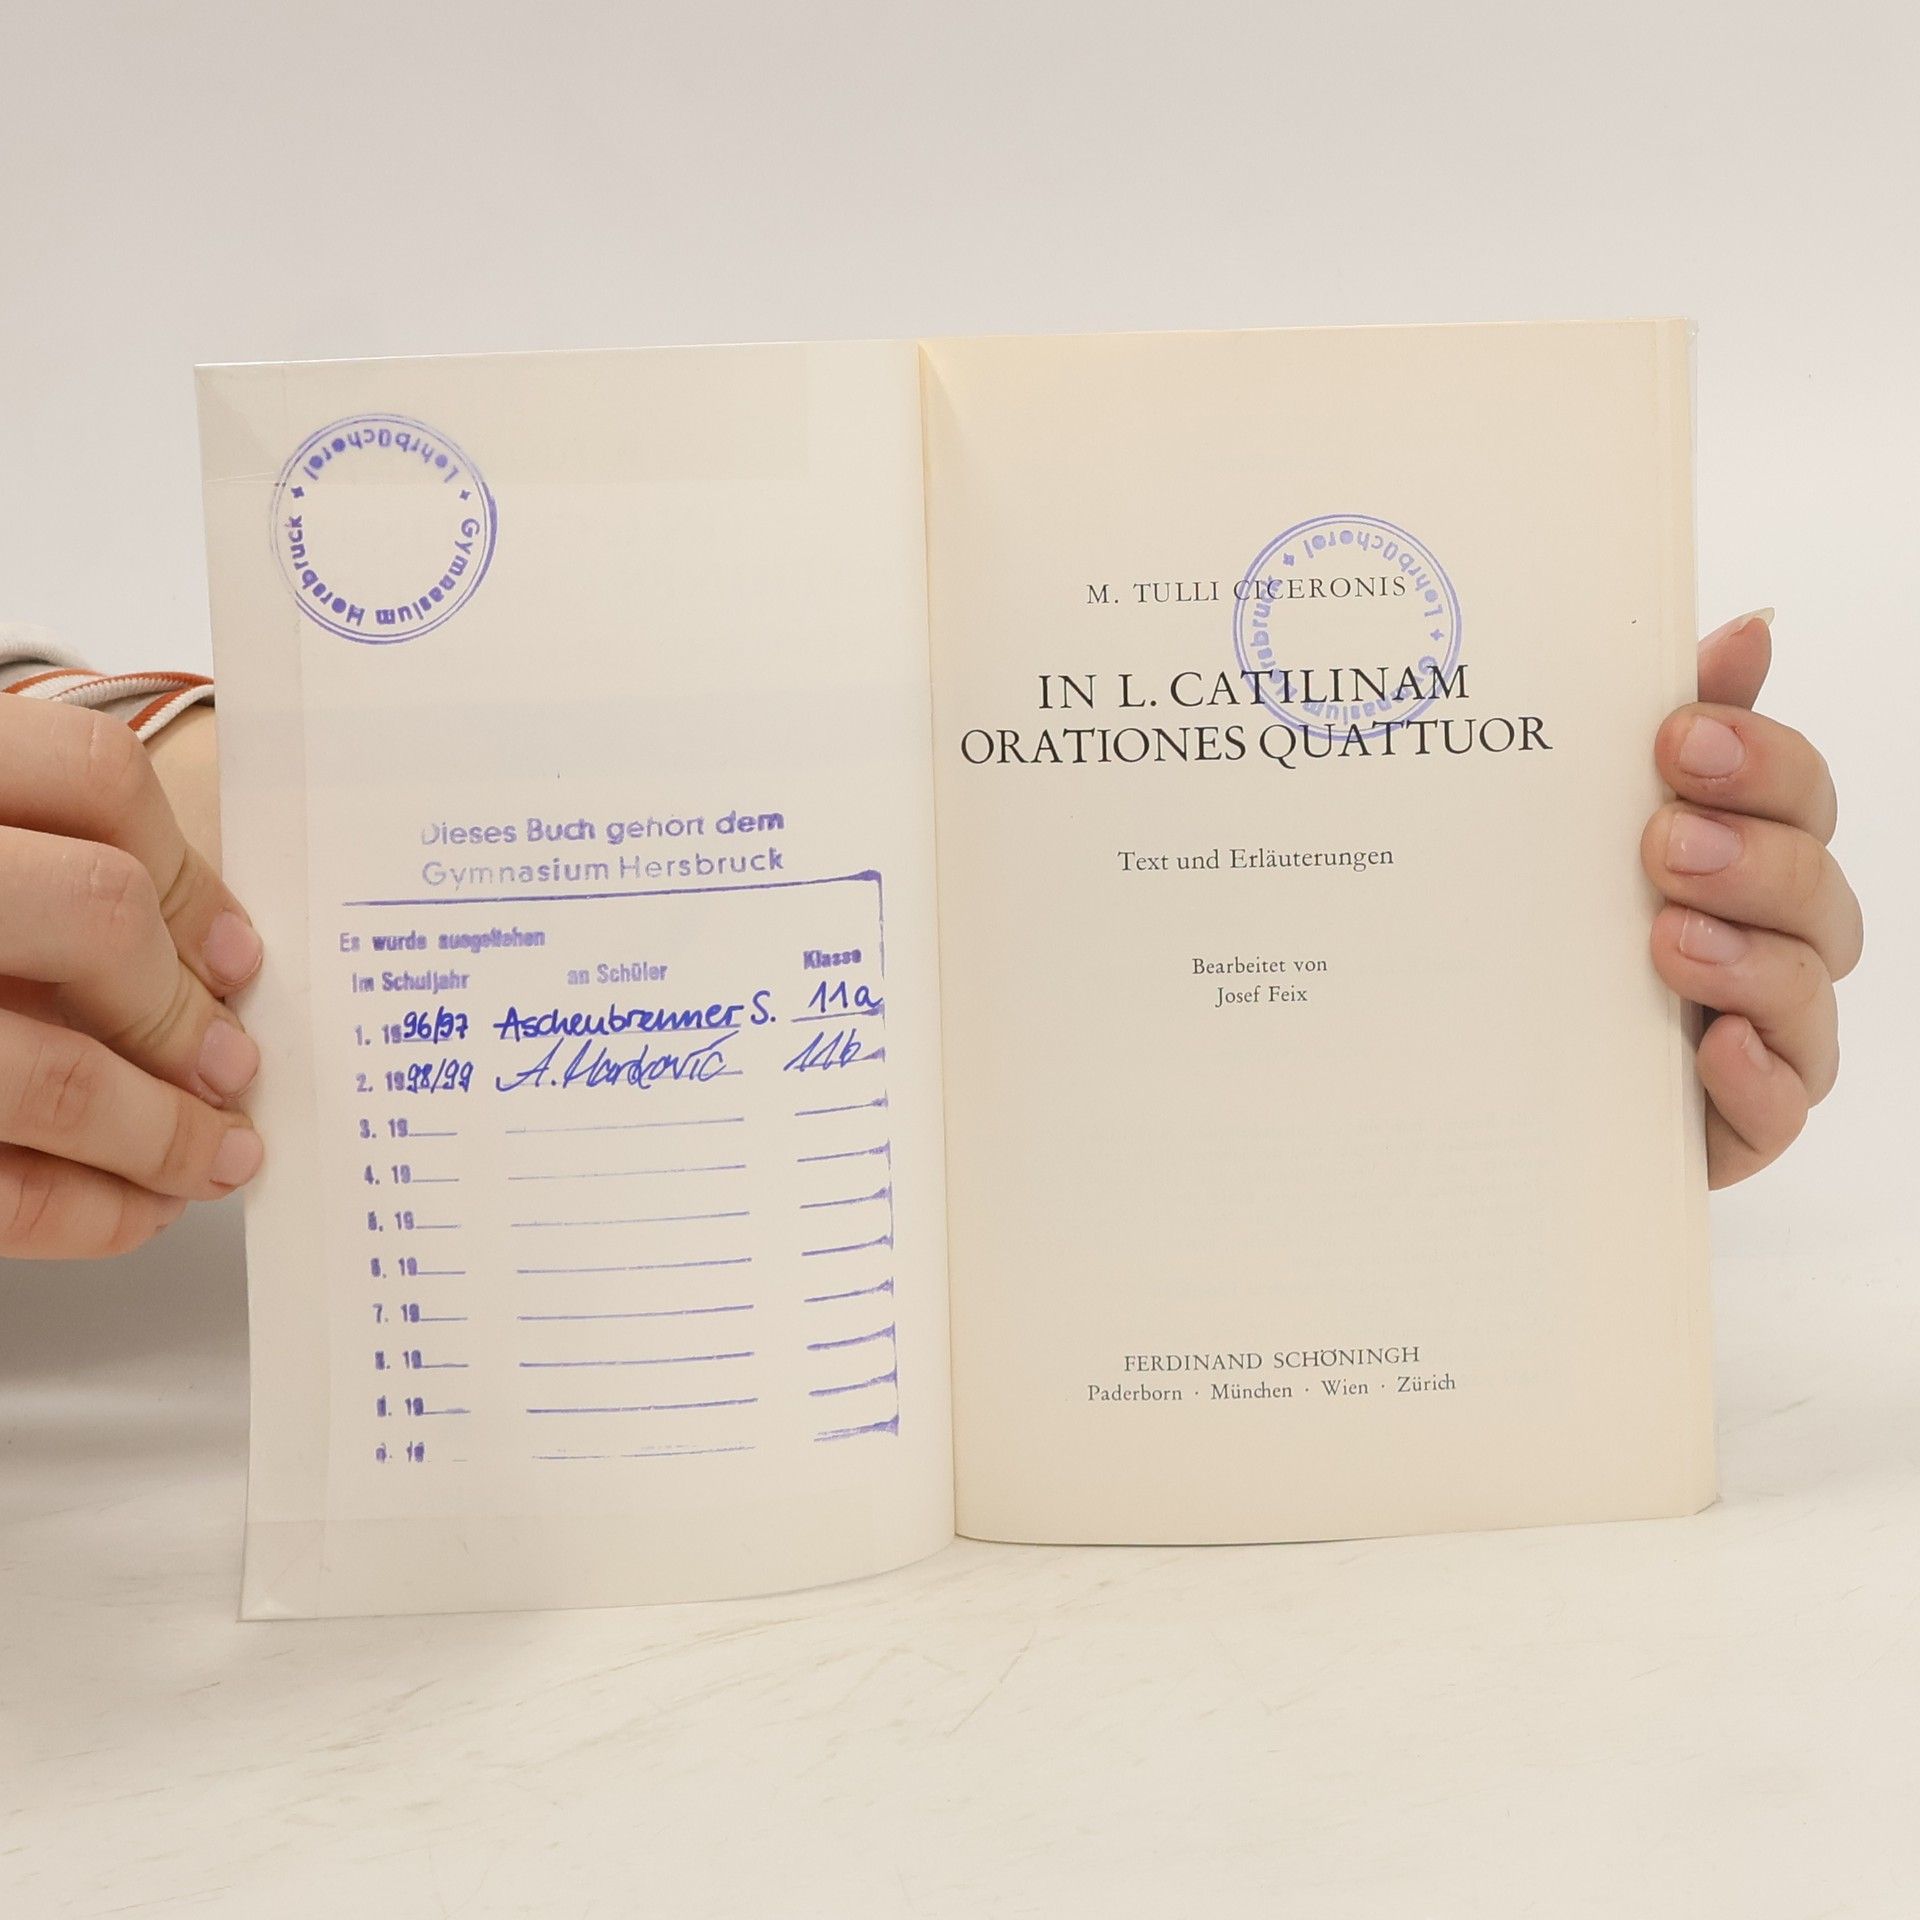 Lehrbücherei
Gymnasium Hersbruck
Dieses Buch gehört dem
Gymnasium Hersbruck
Es wurde ausgeliehen
im Schuljahr an Schüler Klasse
1. 1996/97 Aschenbrenner S. 11a
2. 1998/99 A. Markovic 11b
3. 19
4. 19
5. 19
6. 19
7. 19
8. 19
9. 19
19
Lehrbücherei
Gymnasium Hersbruck
M. TULLI CICERONIS
IN L. CATILINAM
ORATIONES QUATTUOR
Text und Erläuterungen
Bearbeitet von
Josef Feix
FERDINAND SCHÖNINGH
Paderborn · München · Wien · Zürich